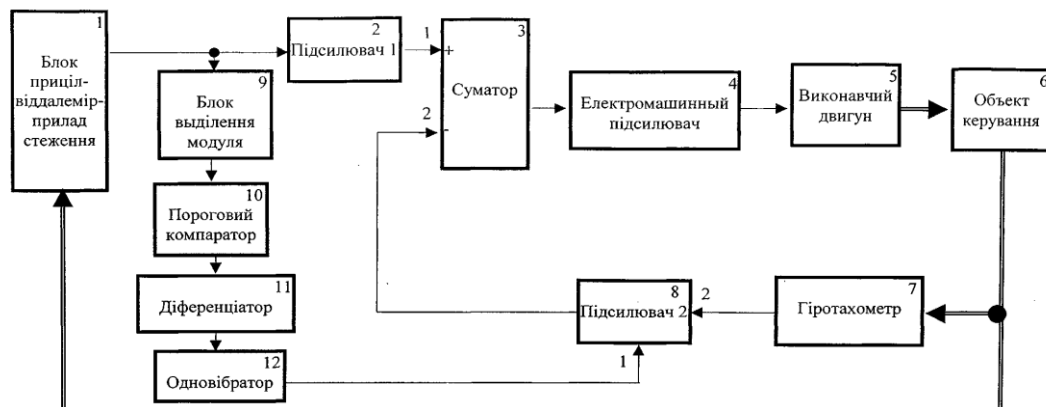 1
Блок
приціл-
віддалемір-
прилад
стеження
2
Підсилювач 1
1
+
2
-
3
Суматор
4
Електромашинный
підсилювач
5
Виконавчий
двигун
6
Объект
керування
9
Блок
выділення
модуля
10
Пороговий
компаратор
11
Діференціатор
12
Одновібратор
8
Підсилювач 2
2
1
7
Гіротахометр